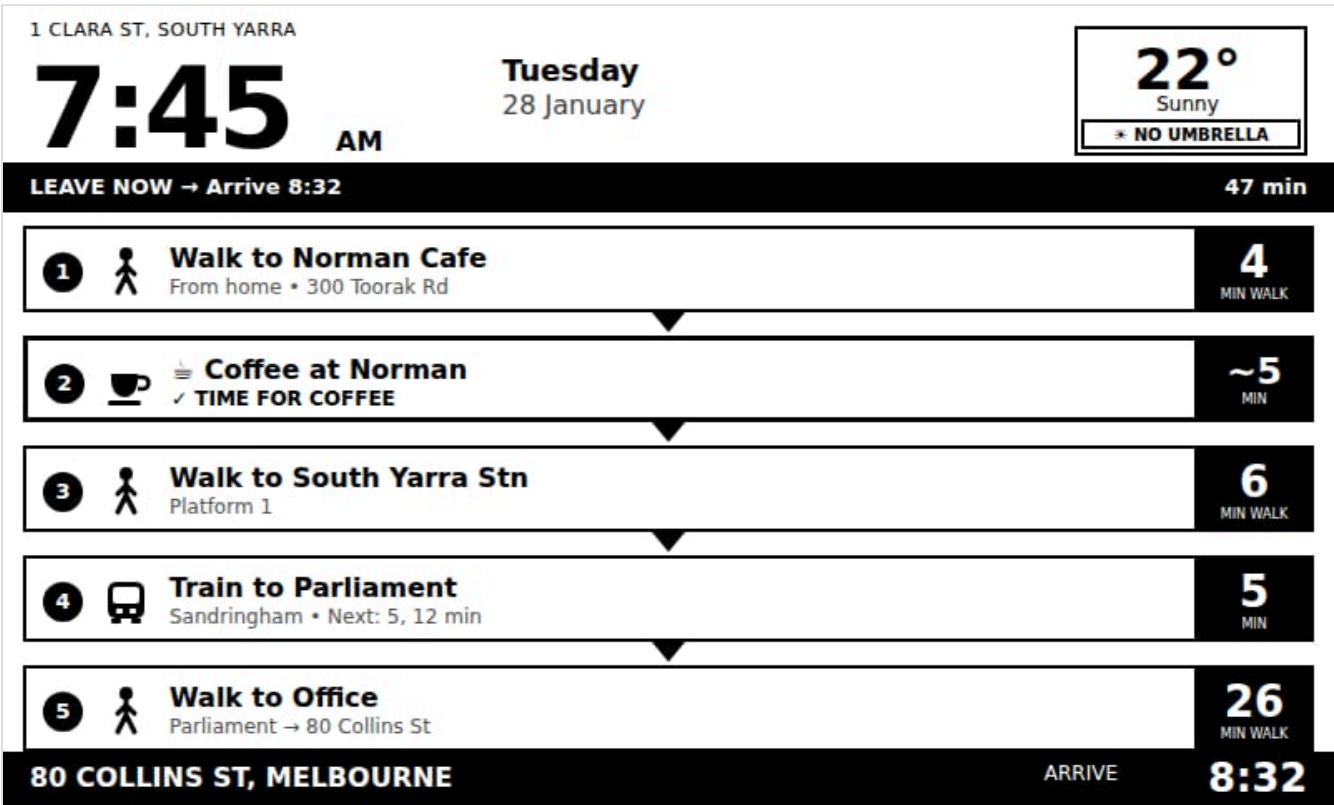 1 CLARA ST, SOUTH YARRA
7:45 AM
Tuesday
28 January
22°
Sunny
☀ NO UMBRELLA
LEAVE NOW → Arrive 8:32
47 min
1
Walk to Norman Cafe
From home • 300 Toorak Rd
4
MIN WALK
2
☕ Coffee at Norman
✓ TIME FOR COFFEE
~5
MIN
3
Walk to South Yarra Stn
Platform 1
6
MIN WALK
4
Train to Parliament
Sandringham • Next: 5, 12 min
5
MIN
5
Walk to Office
Parliament → 80 Collins St
26
MIN WALK
80 COLLINS ST, MELBOURNE
ARRIVE 8:32